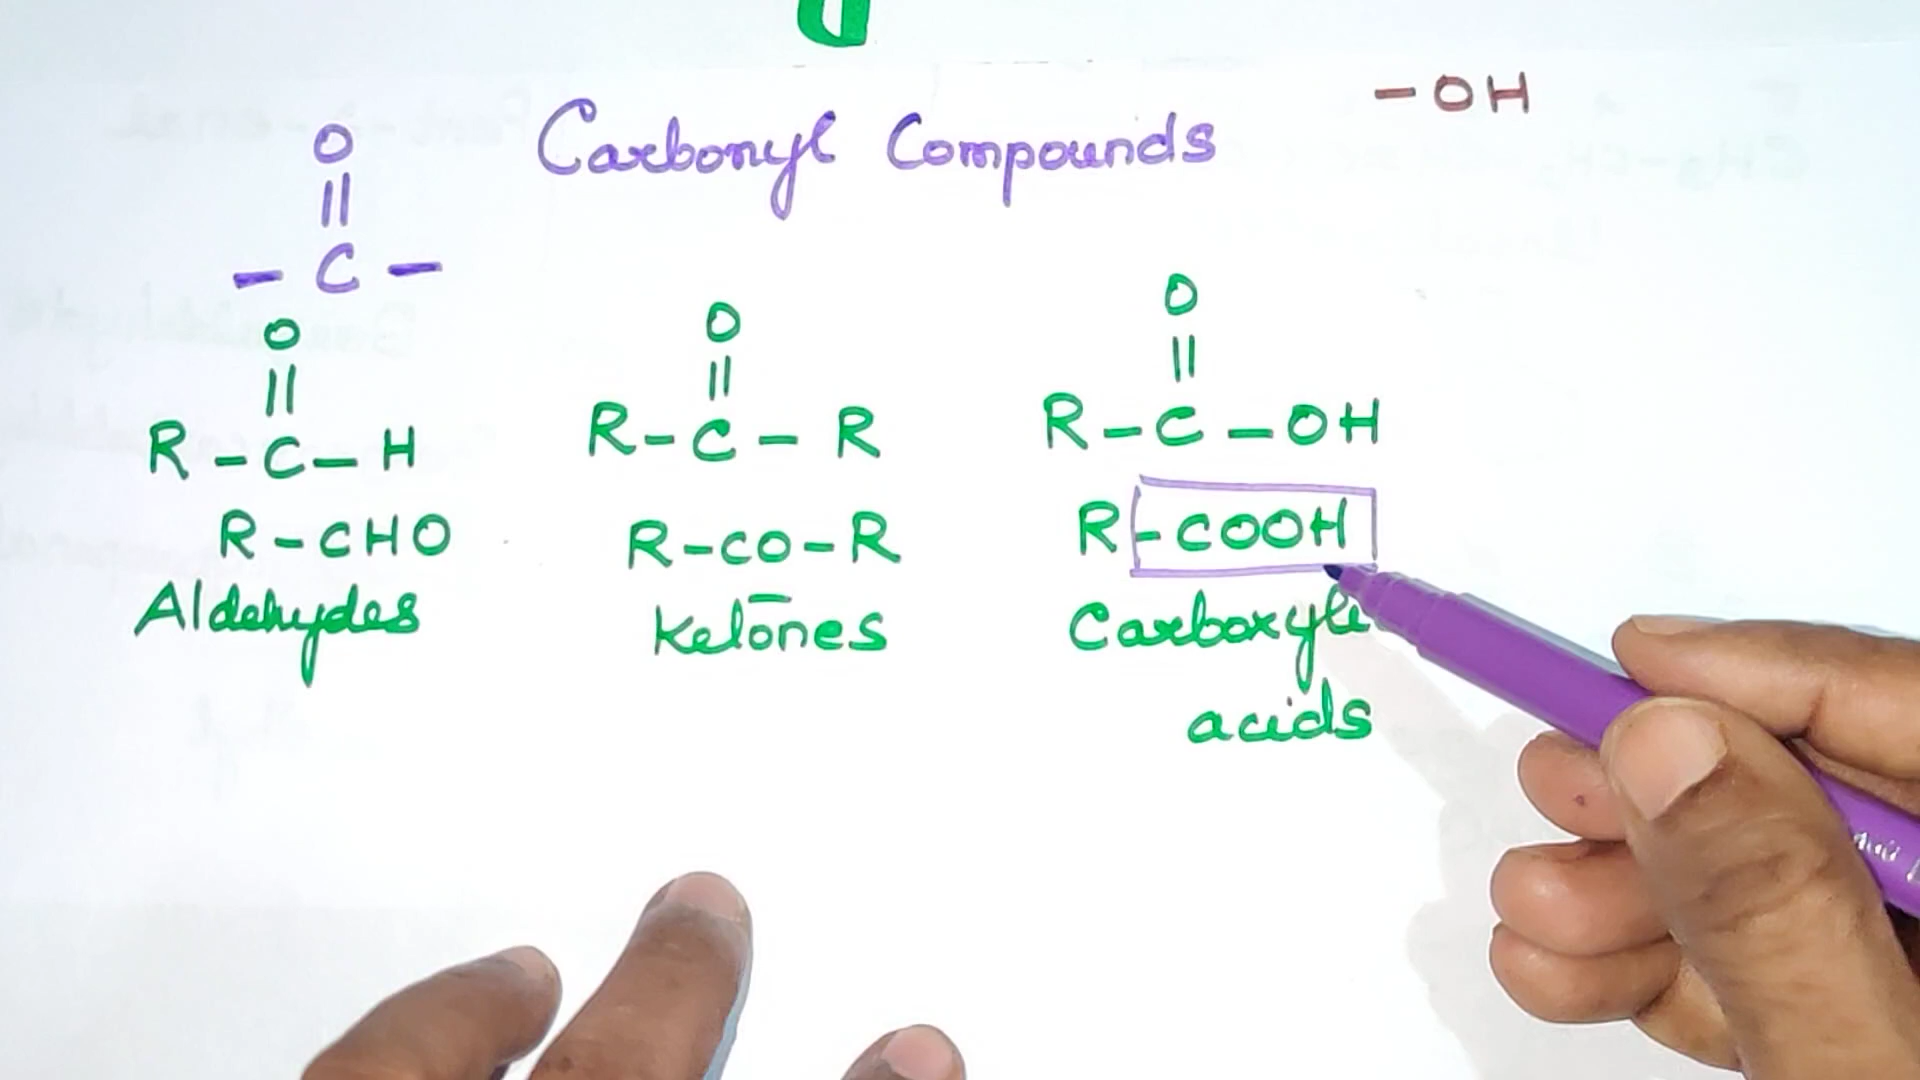 Carbonyl Compounds
-OH
O
||
- C -
O
||
R - C - H
R - CHO
Aldehydes
O
||
R - C - R
R - CO - R
Ketones
O
||
R - C - OH
R - COOH
Carboxylic
acids